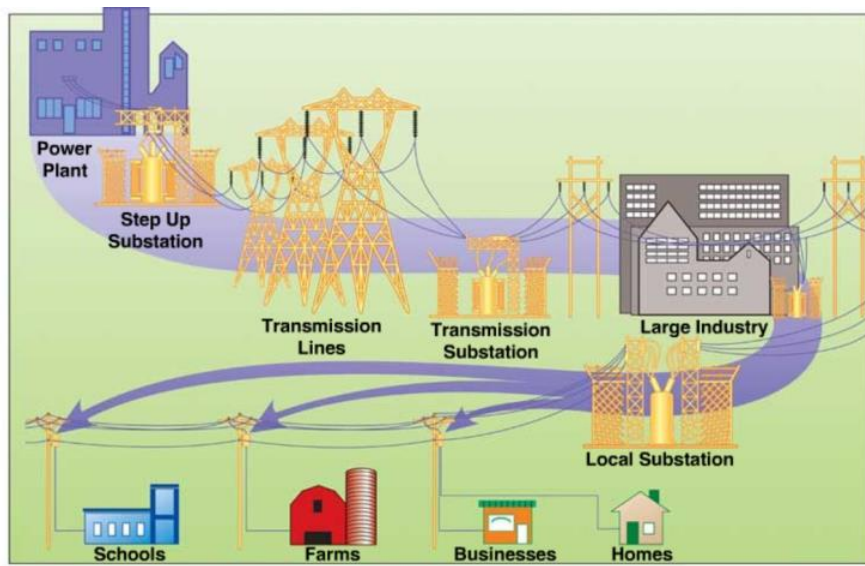 Power
Plant
Step Up
Substation
Transmission
Lines
Transmission
Substation
Large Industry
Local Substation
Schools
Farms
Businesses
Homes